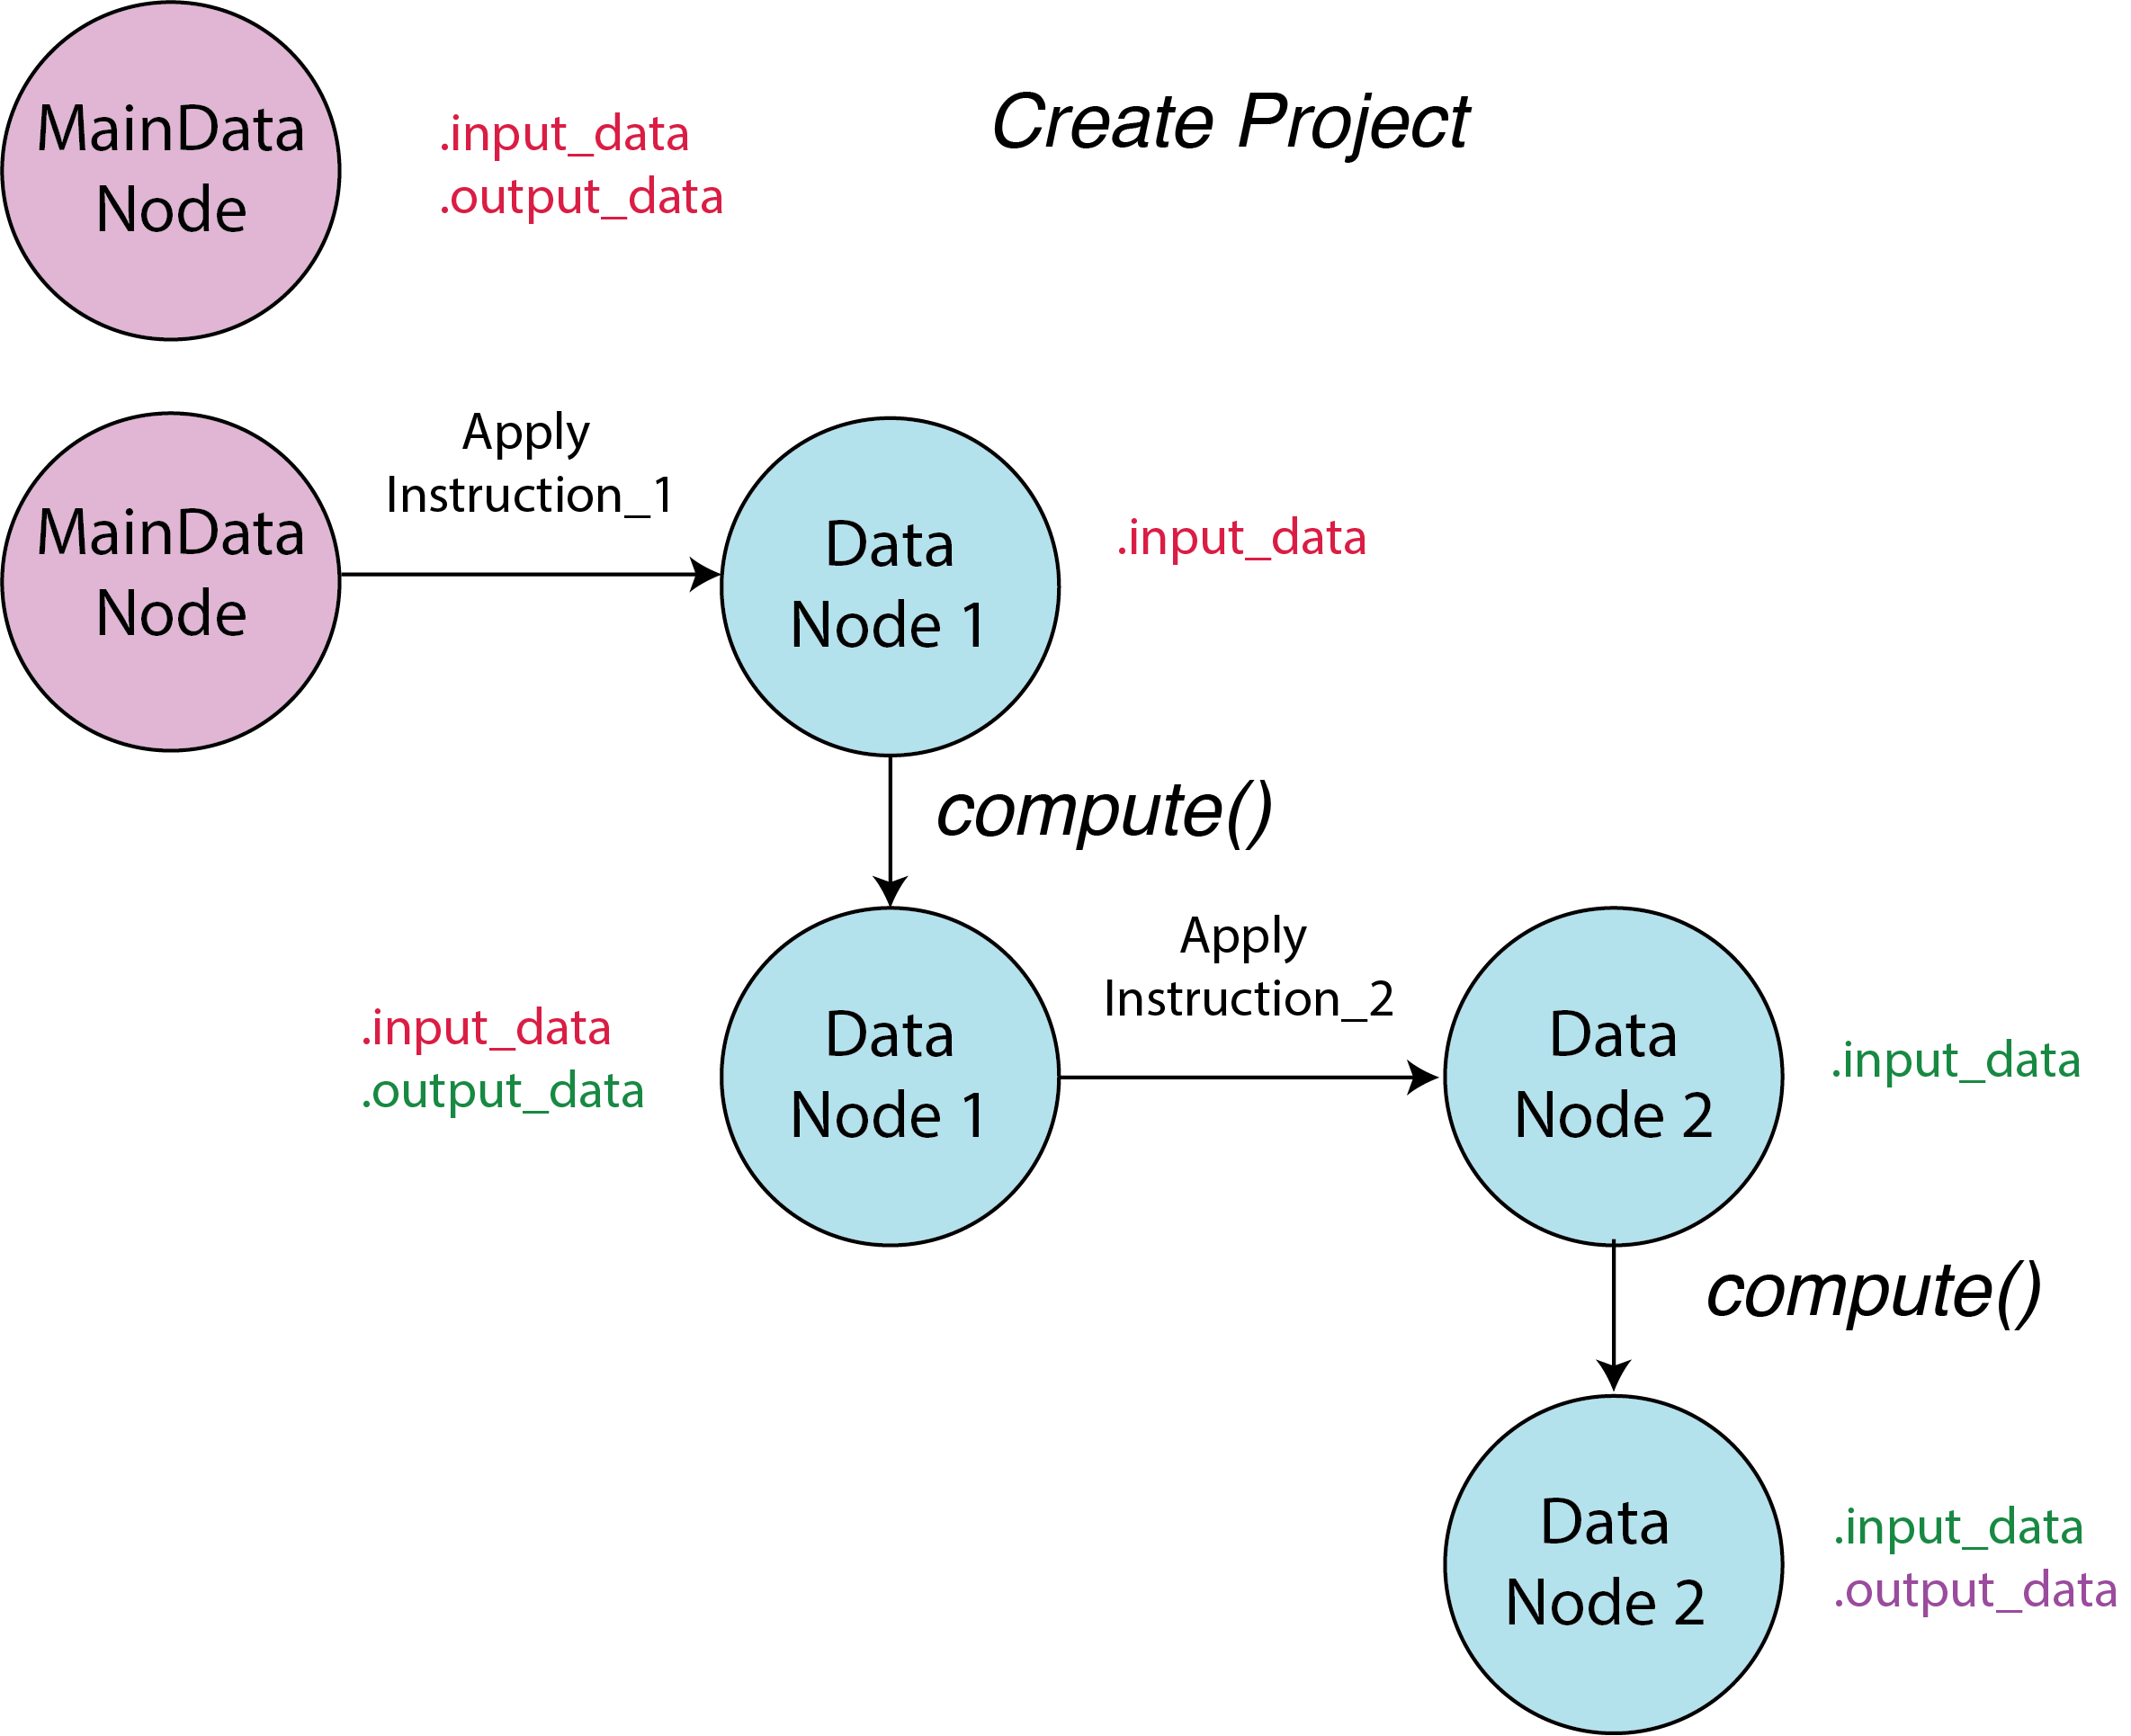 MainData
Node
.input_data
.output_data
Create Project
MainData
Node
Apply
Instruction_1
Data
Node 1
.input_data
compute()
.input_data
.output_data
Data
Node 1
Apply
Instruction_2
Data
Node 2
.input_data
compute()
Data
Node 2
.input_data
.output_data